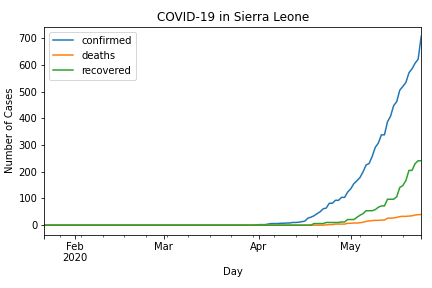 COVID-19 in Sierra Leone
confirmed
deaths
recovered
Number of Cases
700
600
500
400
300
200
100
0
Feb
2020
Mar
Apr
May
Day